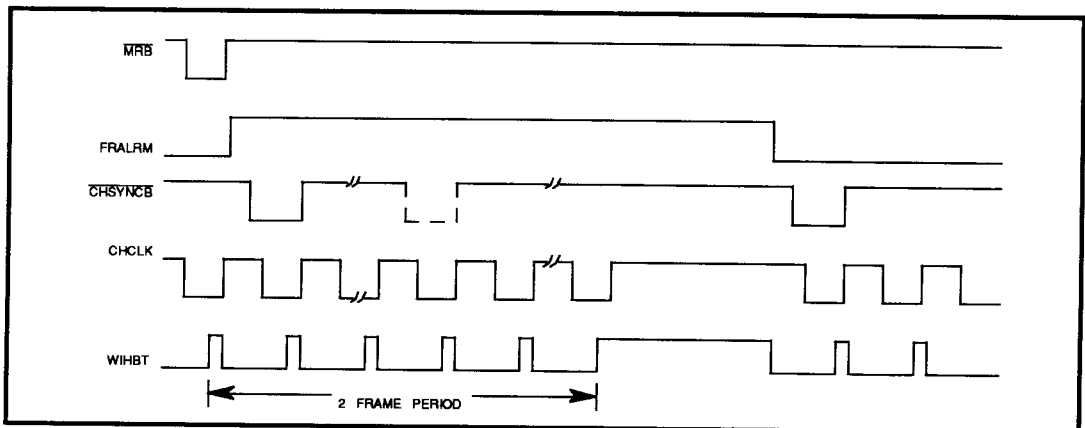 MRB
FRALRM
CHSYNCB
CHCLK
WIHBT
2 FRAME PERIOD